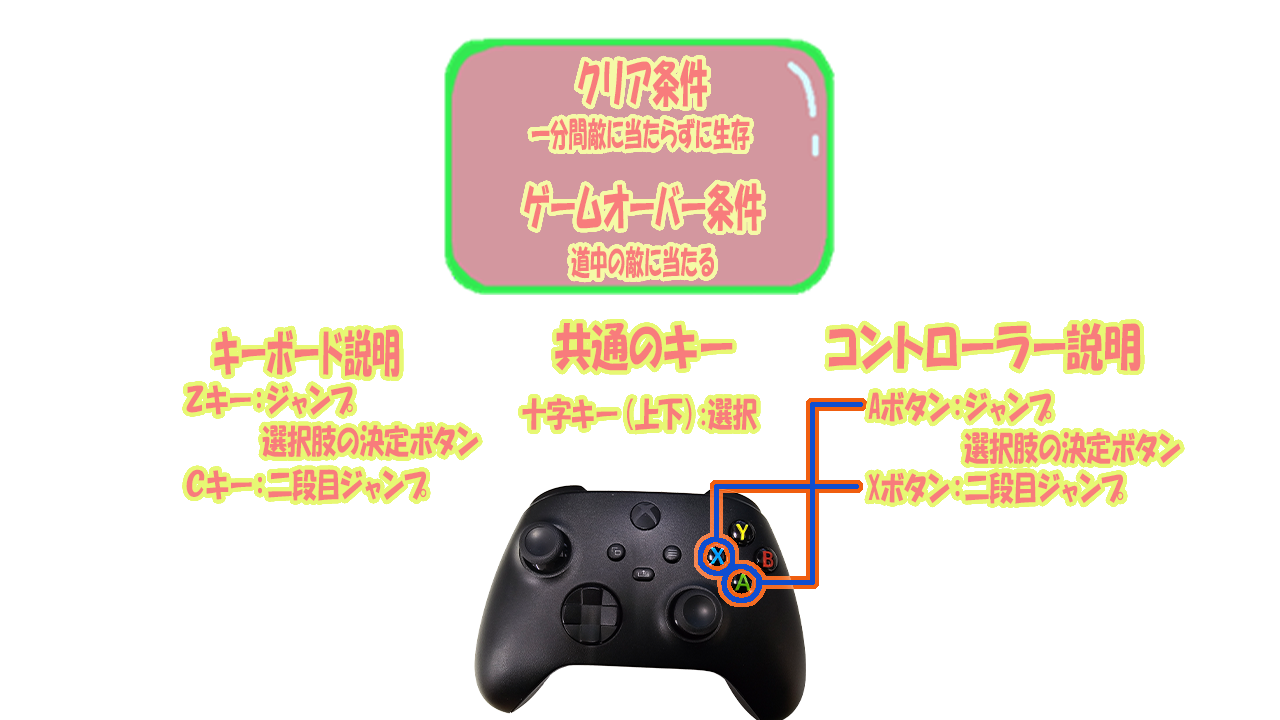 クリア条件
一分間敵に当たらずに生存
ゲームオーバー条件
道中の敵に当たる
キーボード説明
Zキー:ジャンプ
選択肢の決定ボタン
Cキー:二段目ジャンプ
共通のキー
十字キー(上下):選択
コントローラー説明
Aボタン:ジャンプ
選択肢の決定ボタン
Xボタン:二段目ジャンプ
Y
X
B
A